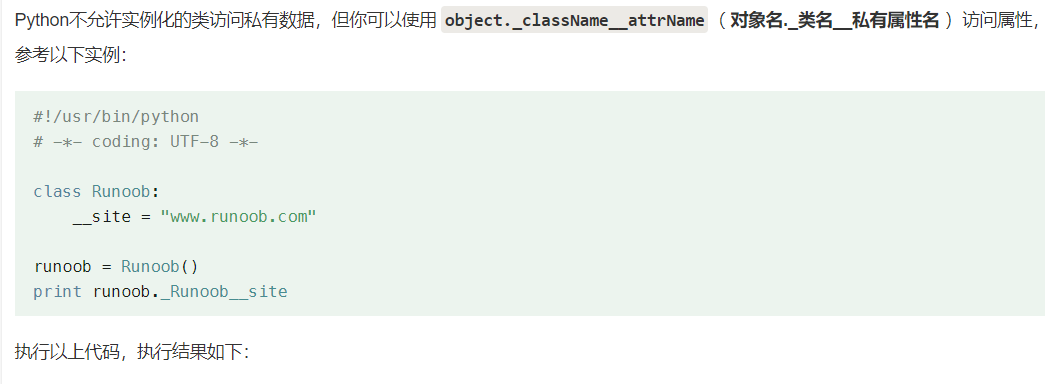 Python不允许实例化的类访问私有数据，但你可以使用 object._className__attrName（ 对象名._类名__私有属性名 ）访问属性，
参考以下实例：
#!/usr/bin/python
# -*- coding: UTF-8 -*-
class Runoob:
    __site = "www.runoob.com"
runoob = Runoob()
print runoob._Runoob__site
执行以上代码，执行结果如下：